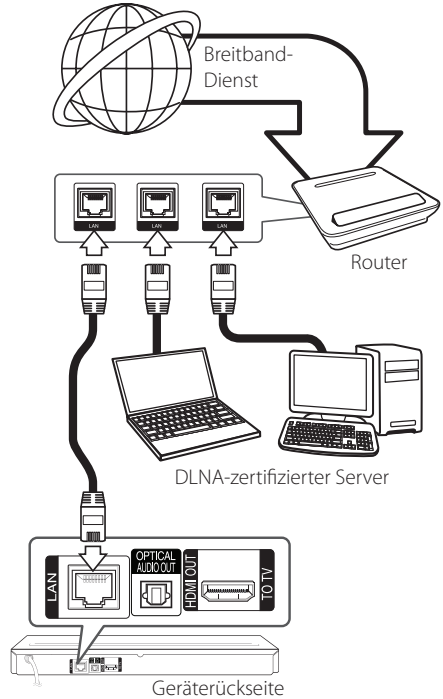 Breitband-
Dienst
LAN
LAN
LAN
Router
DLNA-zertifizierter Server
LAN
OPTICAL
AUDIO OUT
HDMI OUT
TO TV
Geräterückseite